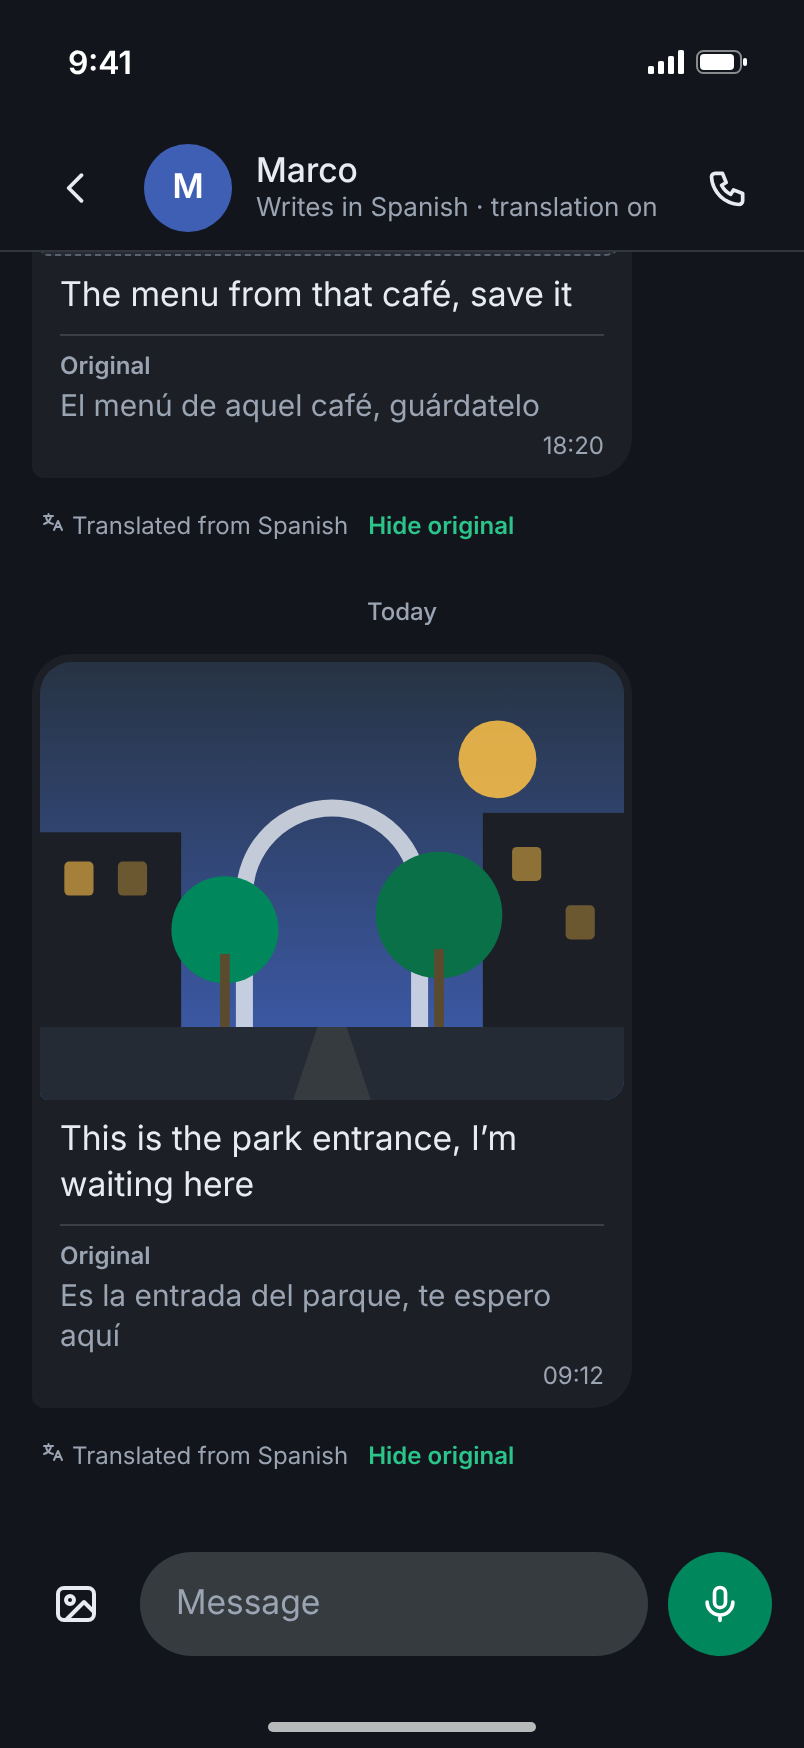 9:41
M
Marco
Writes in Spanish · translation on
The menu from that café, save it
Original
El menú de aquel café, guárdatelo
18:20
Translated from Spanish Hide original
Today
This is the park entrance, I’m
waiting here
Original
Es la entrada del parque, te espero
aquí
09:12
Translated from Spanish Hide original
Message